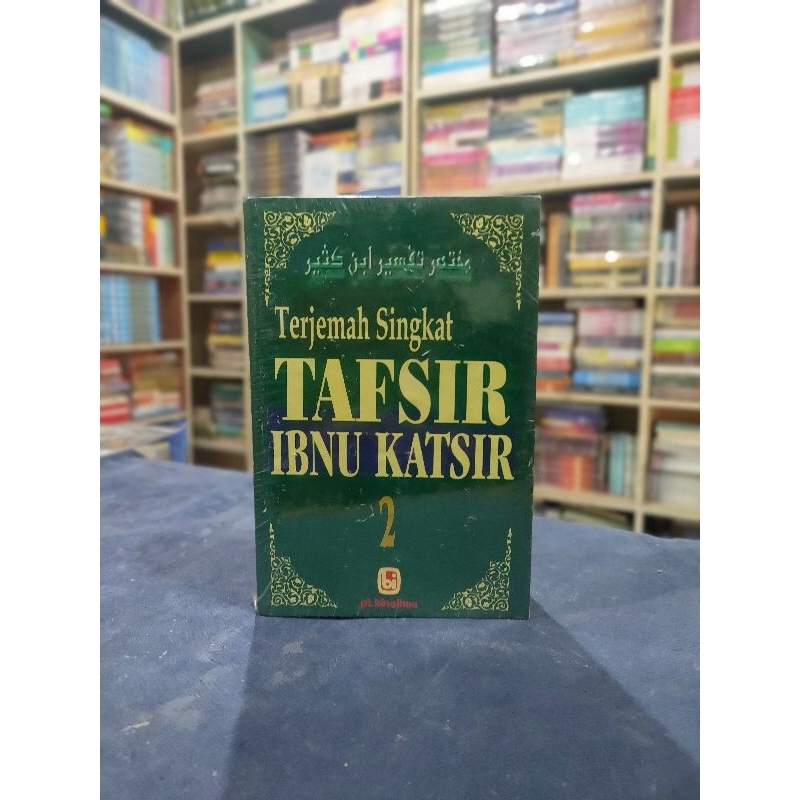 مختصر تفسير ابن كثير
Terjemah Singkat
TAFSIR
IBNU KATSIR
2
pt. bina ilmu